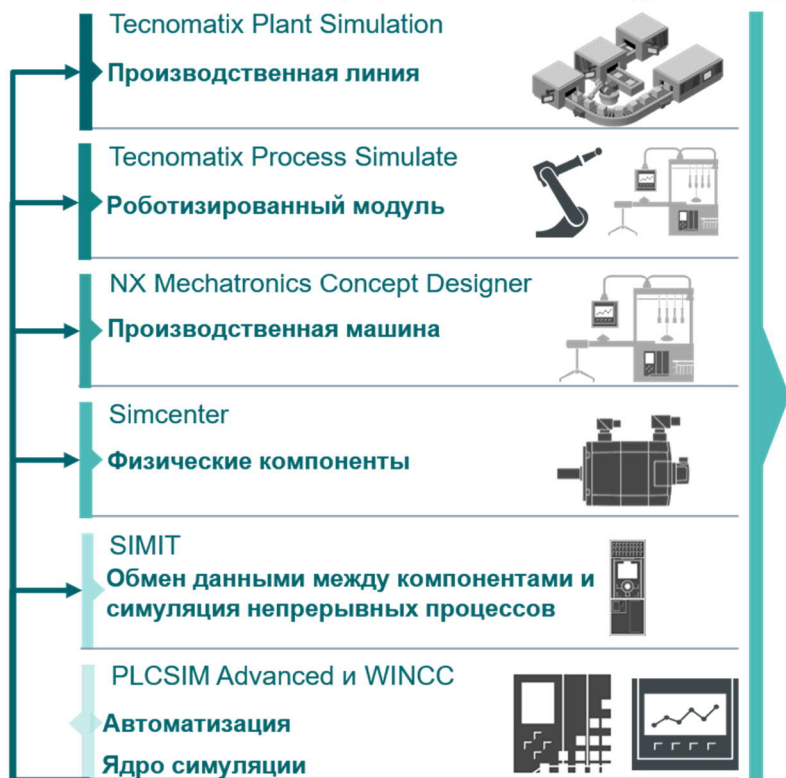 Tecnomatix Plant Simulation
Производственная линия
Tecnomatix Process Simulate
Роботизированный модуль
NX Mechatronics Concept Designer
Производственная машина
Simcenter
Физические компоненты
SIMIT
Обмен данными между компонентами и
симуляция непрерывных процессов
PLCSIM Advanced и WINCC
Автоматизация
Ядро симуляции